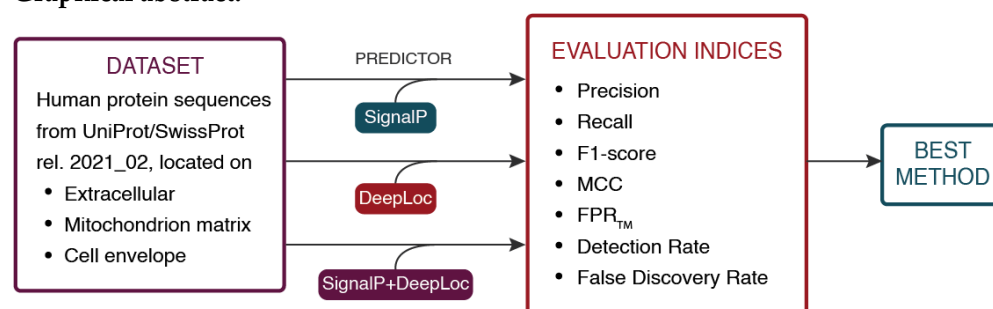 Graphical abstract
DATASET
Human protein sequences
from UniProt/SwissProt
rel. 2021_02, located on
• Extracellular
• Mitochondrion matrix
• Cell envelope
PREDICTOR
SignalP
DeepLoc
SignalP+DeepLoc
EVALUATION INDICES
• Precision
• Recall
• F1-score
• MCC
• FPRTM
• Detection Rate
• False Discovery Rate
BEST
METHOD